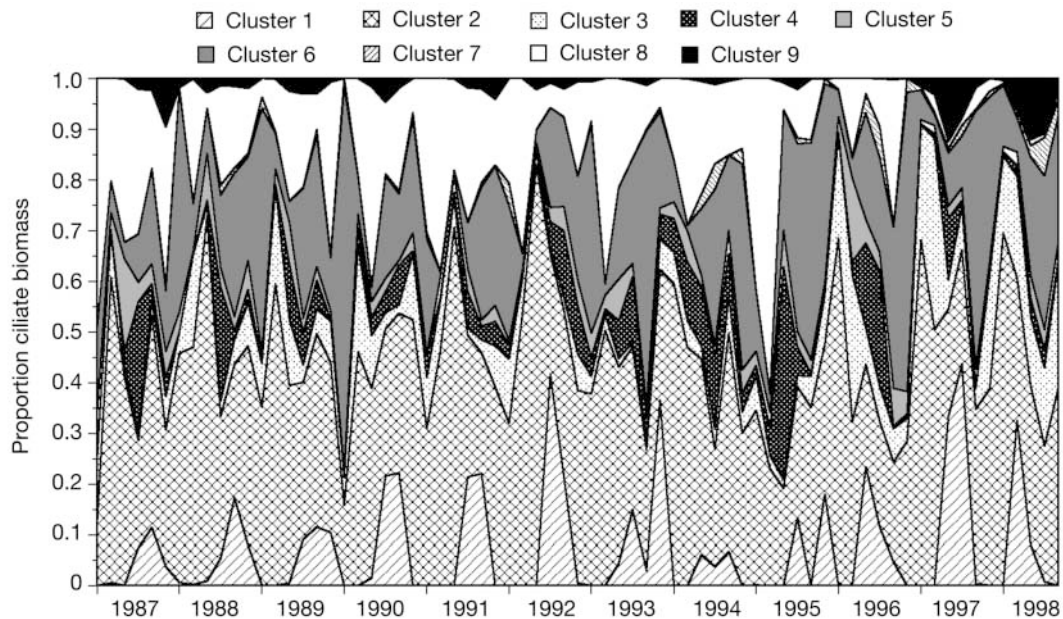 Cluster 1 Cluster 2 Cluster 3 Cluster 4 Cluster 5
Cluster 6 Cluster 7 Cluster 8 Cluster 9
Proportion ciliate biomass
1.0
0.9
0.8
0.7
0.6
0.5
0.4
0.3
0.2
0.1
0
1987 1988 1989 1990 1991 1992 1993 1994 1995 1996 1997 1998